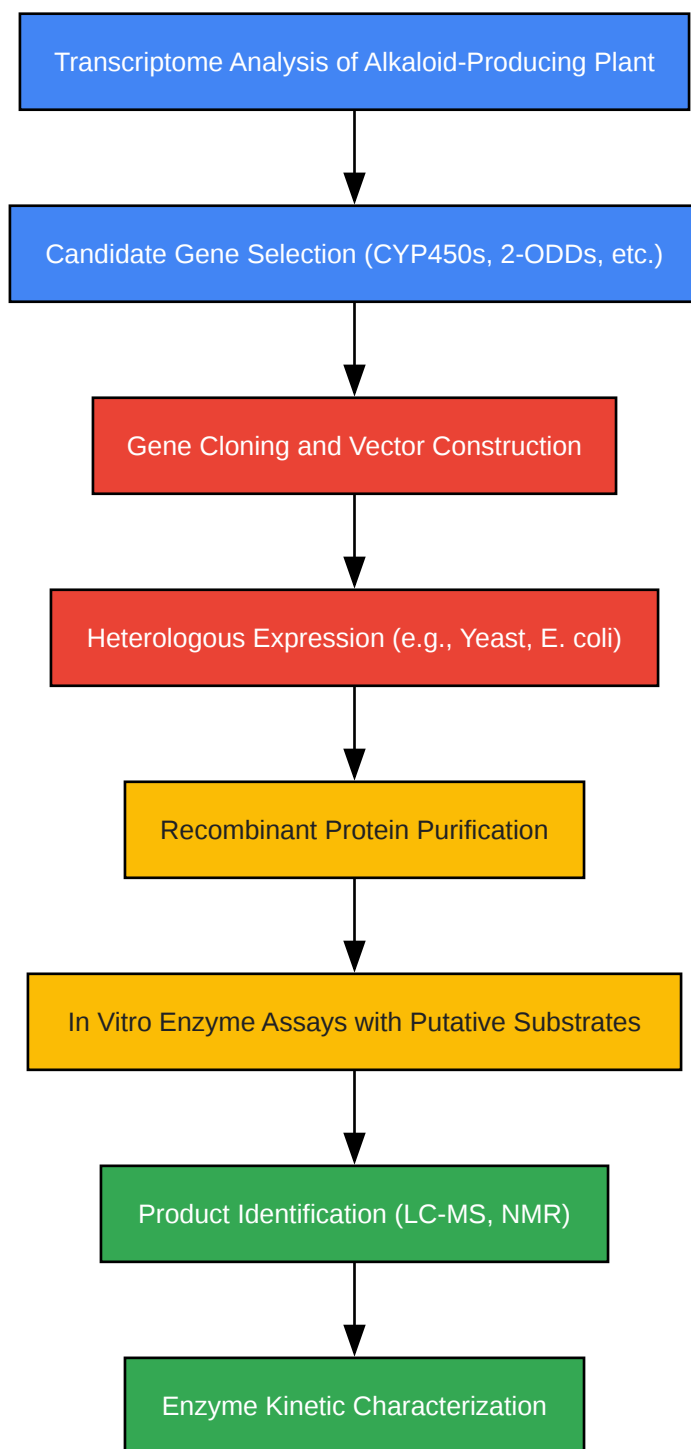 Transcriptome Analysis of Alkaloid-Producing Plant
Candidate Gene Selection (CYP450s, 2-ODDs, etc.)
Gene Cloning and Vector Construction
Heterologous Expression (e.g., Yeast, E. coli)
Recombinant Protein Purification
In Vitro Enzyme Assays with Putative Substrates
Product Identification (LC-MS, NMR)
Enzyme Kinetic Characterization